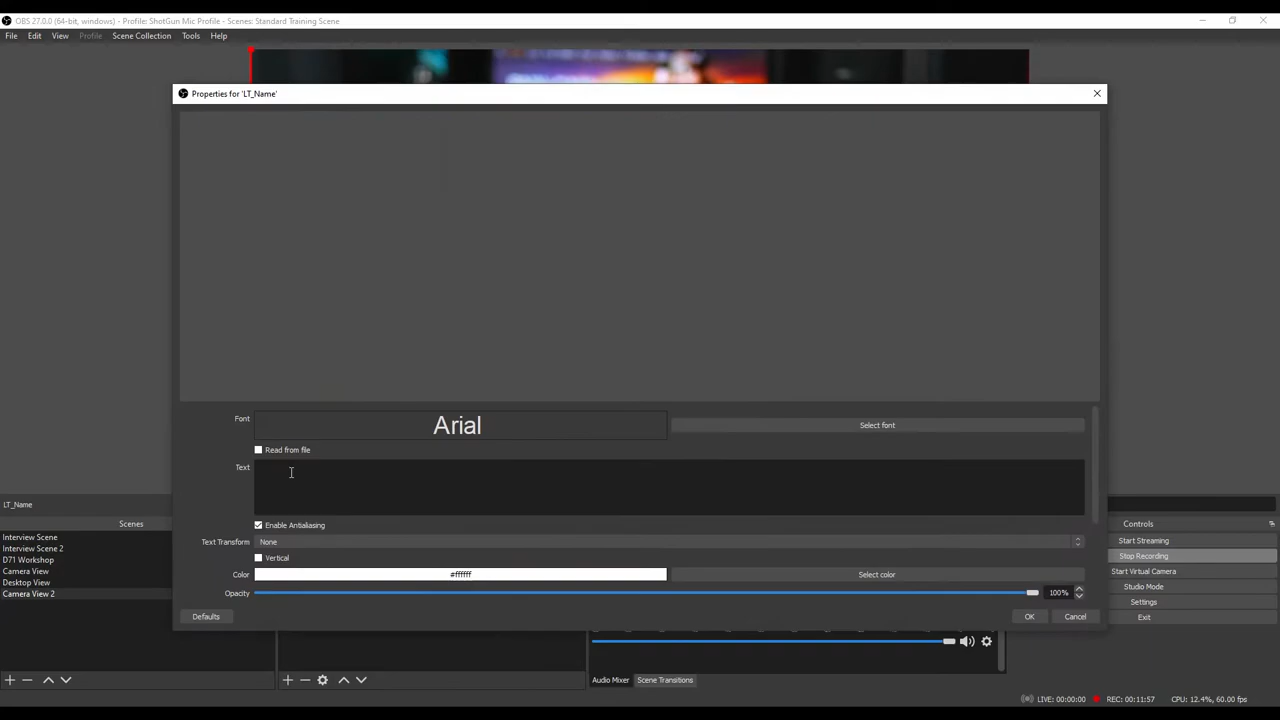 OBS 27.0.0 (64-bit, windows) - Profile: ShotGun Mic Profile - Scenes: Standard Training Scene
File Edit View Profile Scene Collection Tools Help
Properties for 'LT_Name'
Font Arial Select font
Read from file
Text
Enable Antialiasing
Text Transform None
Vertical
Color #ffffff Select color
Opacity 100%
Defaults OK Cancel
LT_Name
Scenes
Interview Scene
Interview Scene 2
D71 Workshop
Camera View
Desktop View
Camera View 2
Controls
Start Streaming
Stop Recording
Start Virtual Camera
Studio Mode
Settings
Exit
Audio Mixer Scene Transitions
LIVE: 00:00:00 REC: 00:11:57 CPU: 12.4%, 60.00 fps